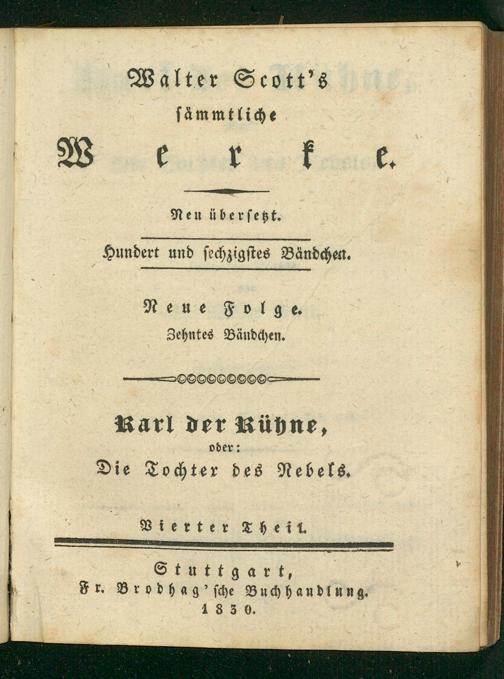 Walter Scott's
sämmtliche
Werke.
Neu übersetzt.
Hundert und sechzigstes Bändchen.
Neue Folge.
Zehntes Bändchen.
Karl der Kühne,
oder:
Die Tochter des Nebels.
Vierter Theil.
Stuttgart,
Fr. Brodhag'sche Buchhandlung.
1830.